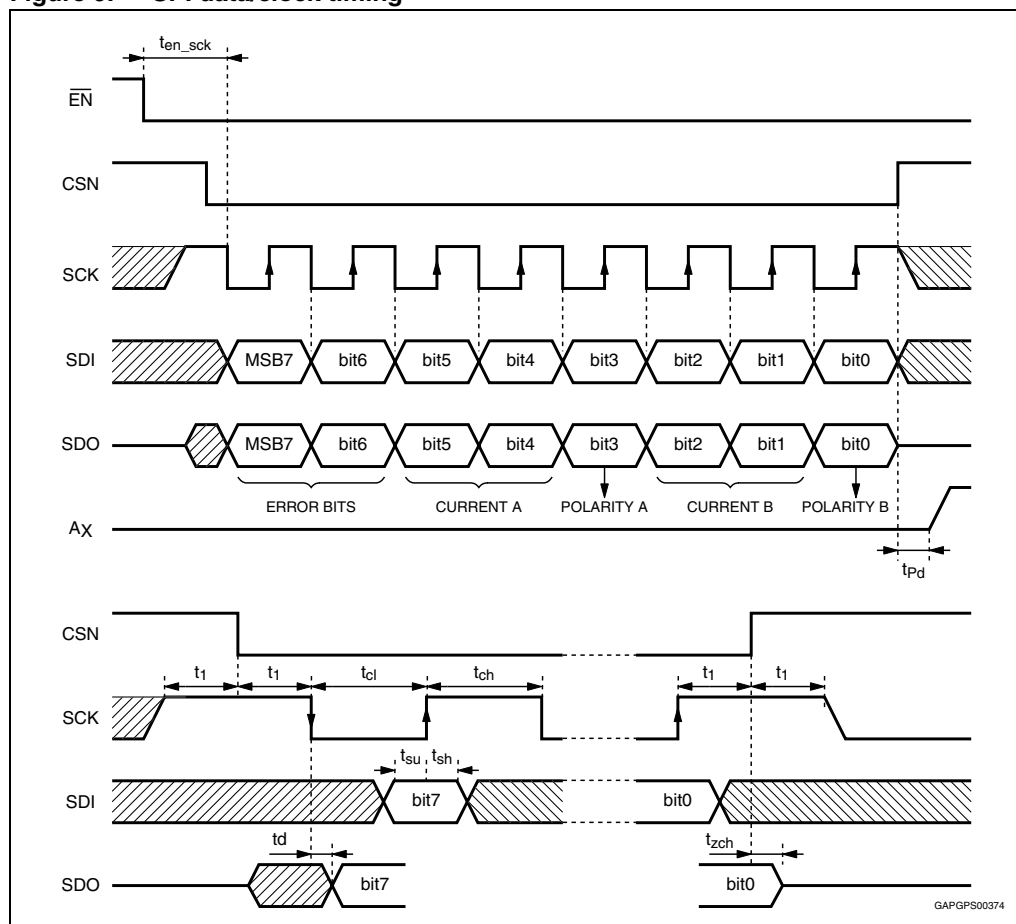 Figure SPI data/clock timing
ten_sck
EN
CSN
SCK
SDI MSB7 bit6 bit5 bit4 bit3 bit2 bit1 bit0
SDO MSB7 bit6 bit5 bit4 bit3 bit2 bit1 bit0
ERROR BITS CURRENT A POLARITY A CURRENT B POLARITY B
AX
tPd
CSN
t1 t1 tcl tch t1 t1
SCK
tsu tsh
SDI bit7 bit0
td tzch
SDO bit7 bit0
GAPGPS00374